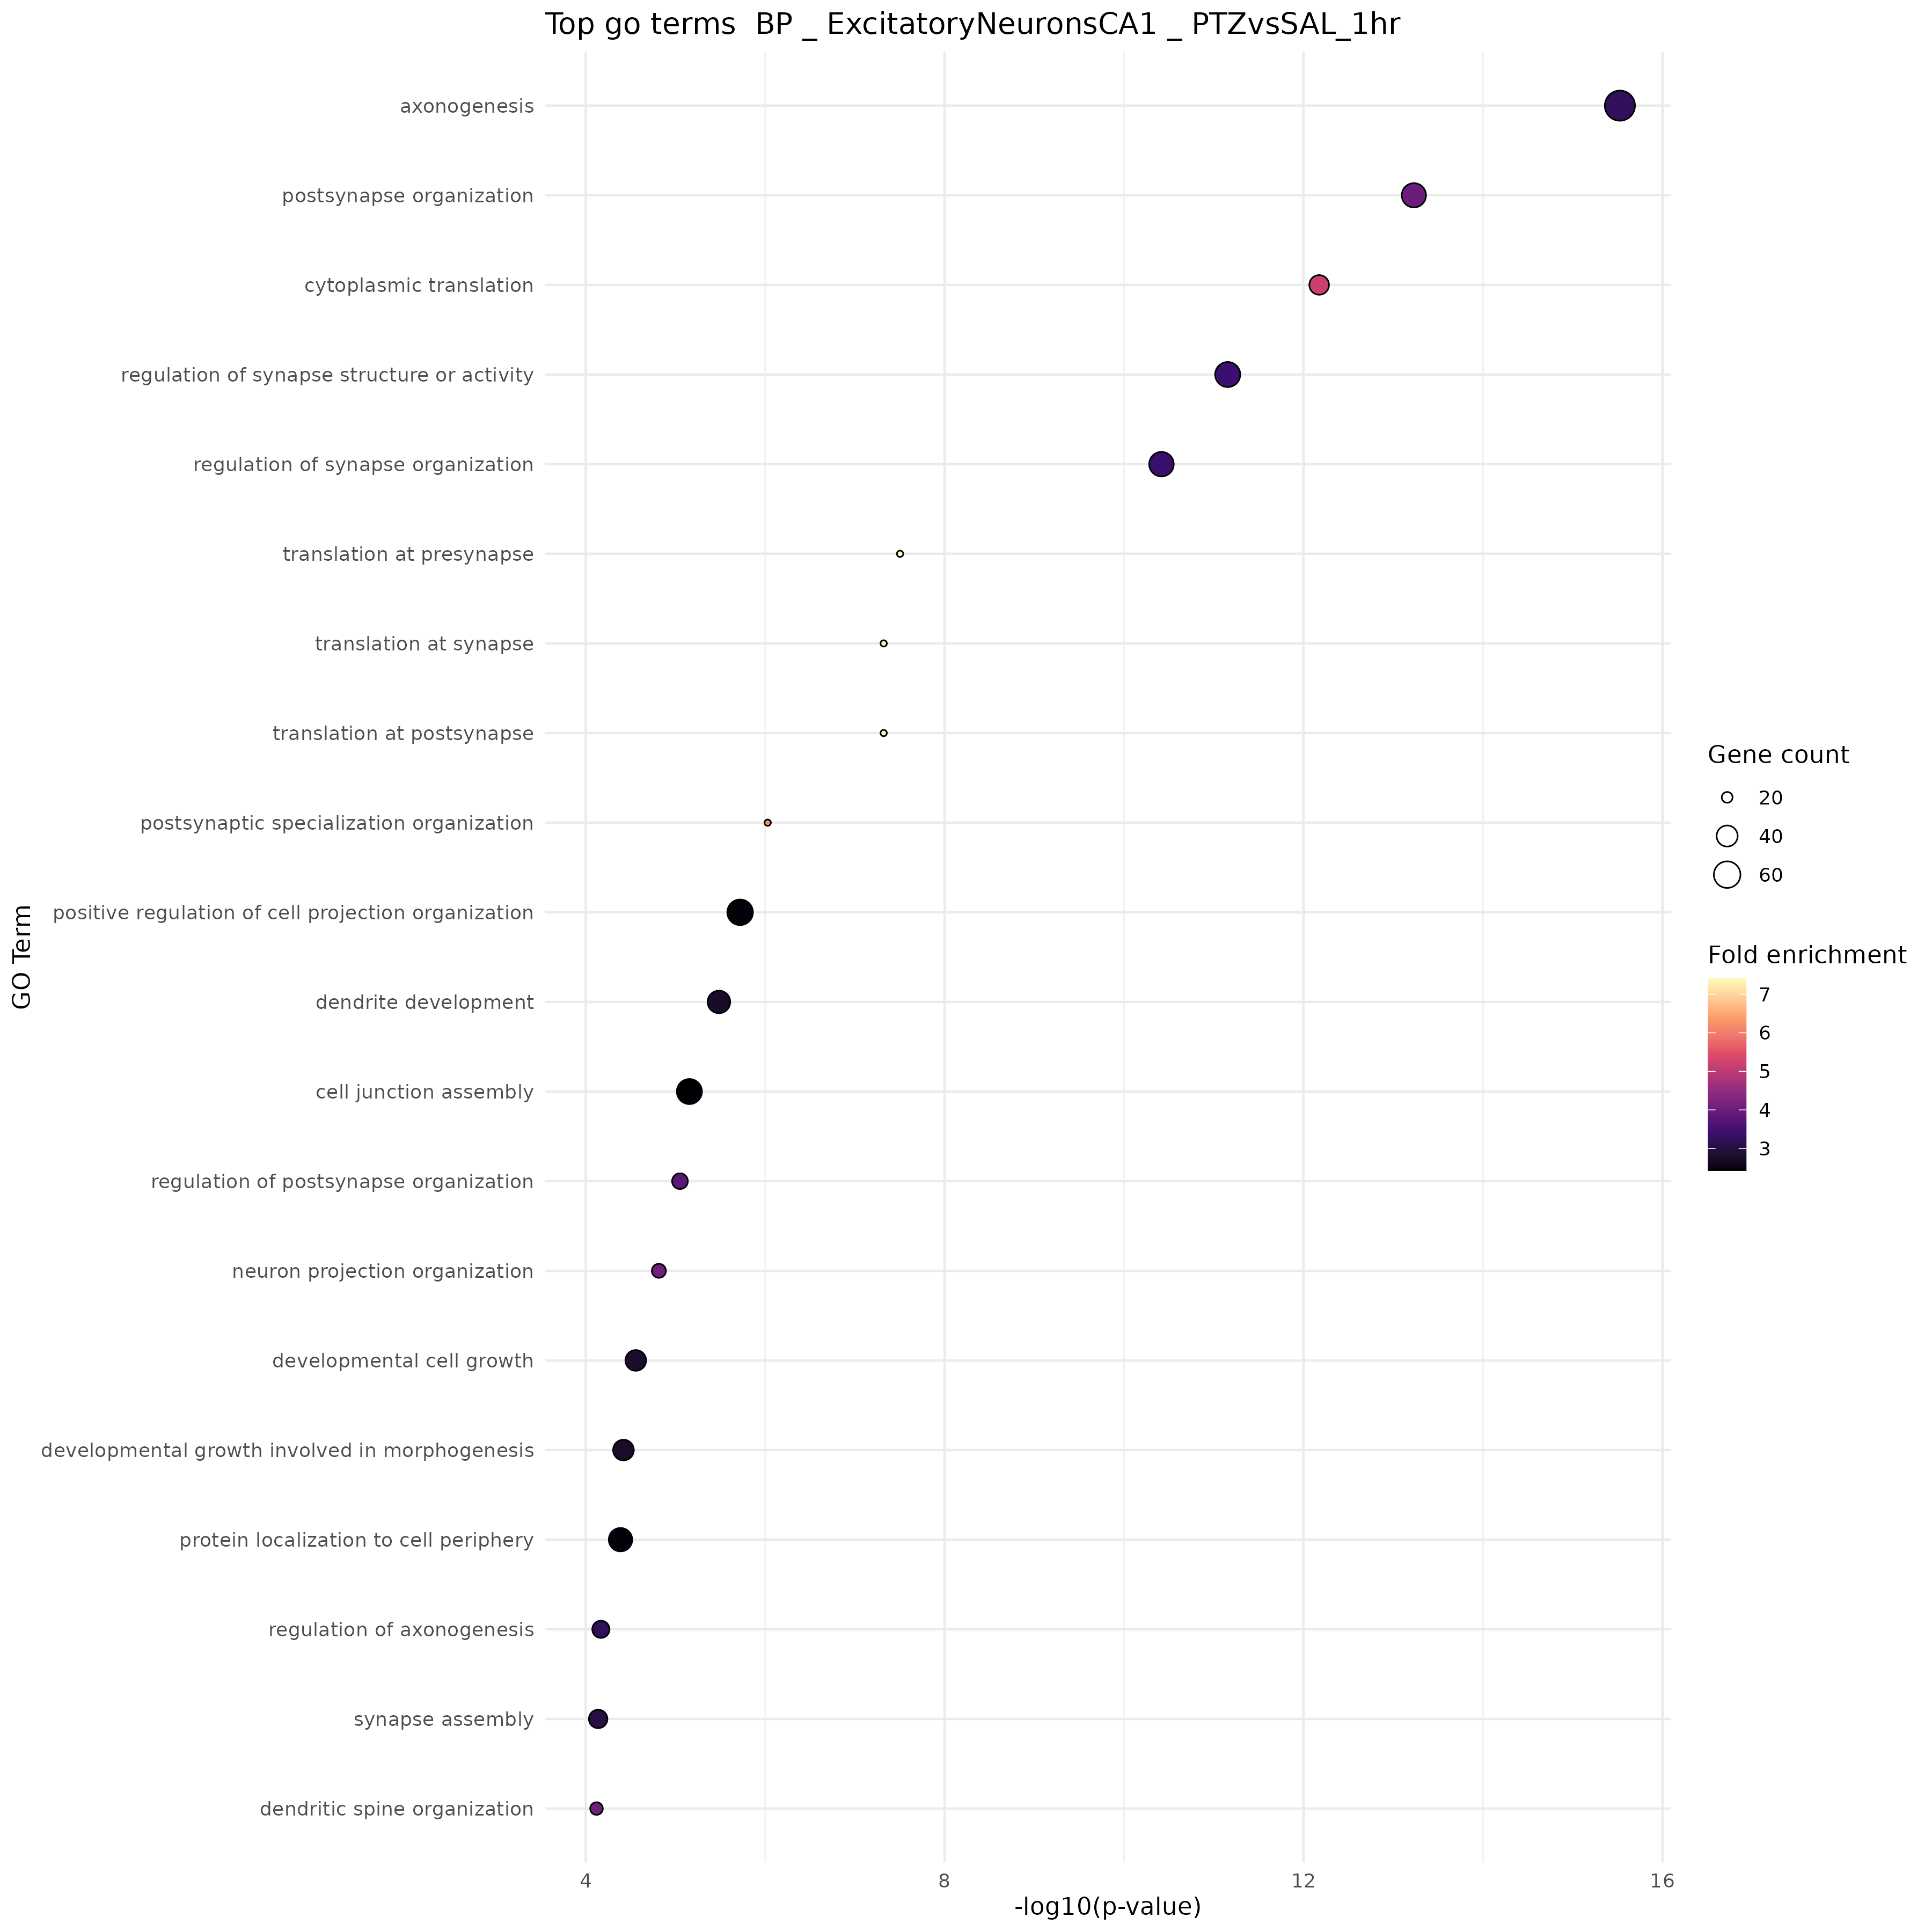 Top go terms  BP _ ExcitatoryNeuronsCA1 _ PTZvsSAL_1hr
axonogenesis
postsynapse organization
cytoplasmic translation
regulation of synapse structure or activity
regulation of synapse organization
translation at presynapse
translation at synapse
translation at postsynapse
postsynaptic specialization organization
positive regulation of cell projection organization
dendrite development
cell junction assembly
regulation of postsynapse organization
neuron projection organization
developmental cell growth
developmental growth involved in morphogenesis
protein localization to cell periphery
regulation of axonogenesis
synapse assembly
dendritic spine organization
GO Term
4 8 12 16
-log10(p-value)
Gene count
20
40
60
Fold enrichment
7
6
5
4
3